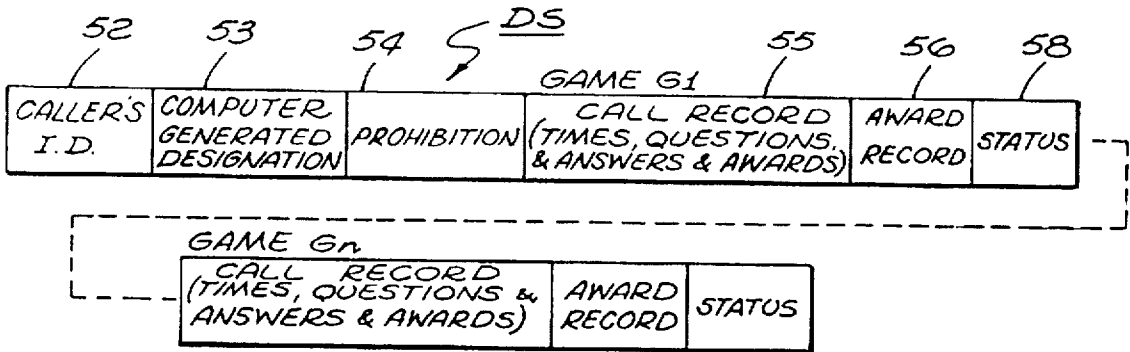 52 53 54 DS 55 56 58
GAME G1
CALLER'S I.D.
COMPUTER GENERATED DESIGNATION
PROHIBITION
CALL RECORD
(TIMES, QUESTIONS,
& ANSWERS & AWARDS)
AWARD RECORD
STATUS
GAME Gn
CALL RECORD
(TIMES, QUESTIONS &
ANSWERS & AWARDS)
AWARD RECORD
STATUS